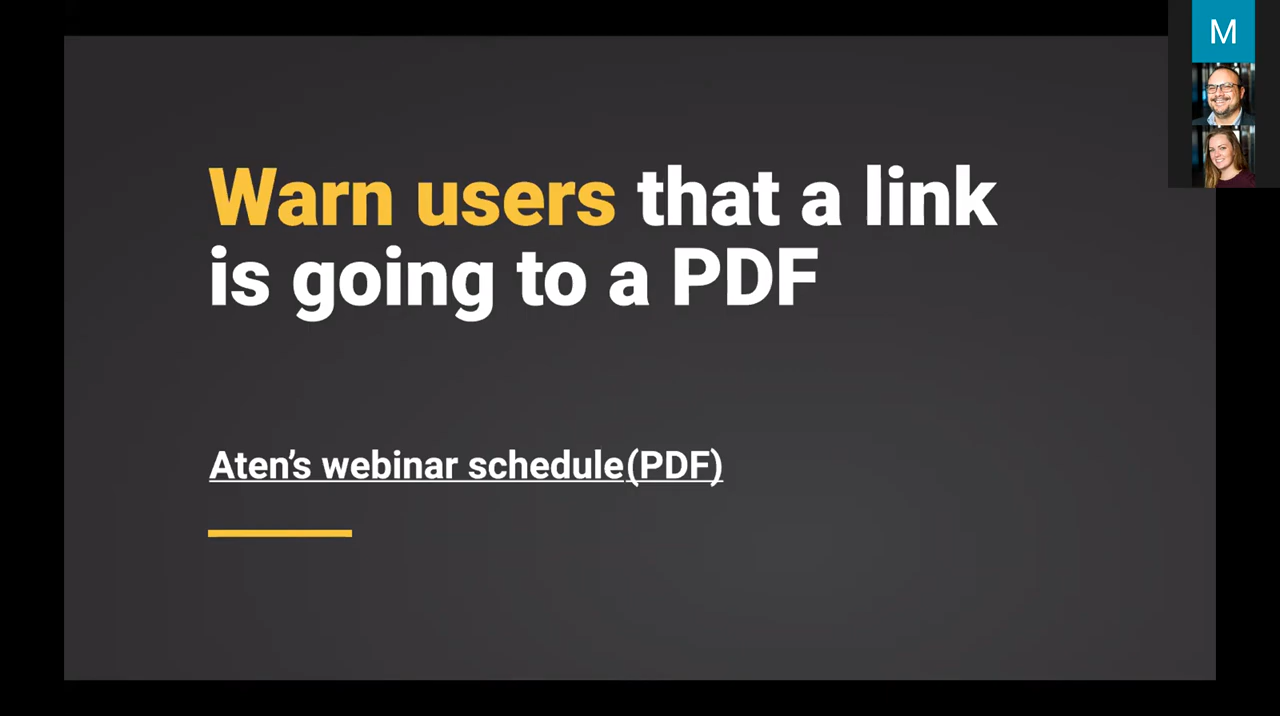 M
Warn users that a link
is going to a PDF
Aten’s webinar schedule(PDF)